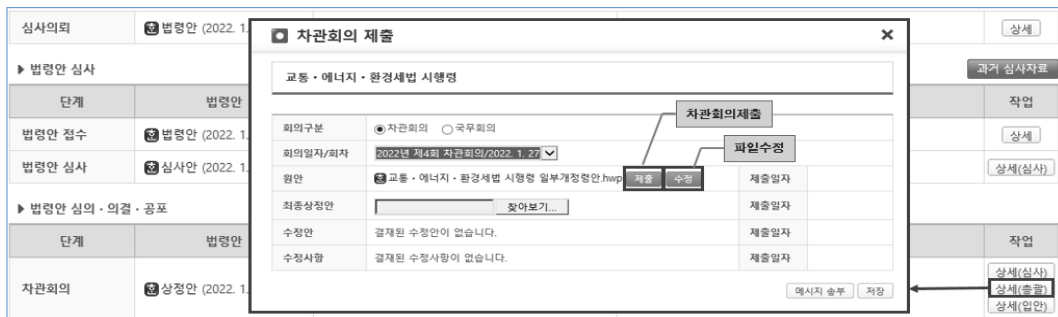 심사의뢰
법령안 (2022. 1.
상세
▶ 법령안 심사
과거 심사자료
단계
법령안
작업
법령안 접수
법령안 (2022. 1.
상세
법령안 심사
심사안 (2022. 1.
상세(심사)
▶ 법령안 심의 · 의결 · 공포
단계
법령안
작업
차관회의
상정안 (2022. 1.
상세(심사)
상세(총괄)
상세(입안)
차관회의 제출
교통 · 에너지 · 환경세법 시행령
차관회의제출
파일수정
회의구분 차관회의 국무회의
회의일자/회차 2022년 제4회 차관회의/2022. 1. 27
원안 교통 · 에너지 · 환경세법 시행령 일부개정령안.hwp 제출 수정 제출일자
최종상정안 찾아보기... 제출일자
수정안 결재된 수정안이 없습니다. 제출일자
수정사항 결재된 수정사항이 없습니다. 제출일자
메시지 송부 저장